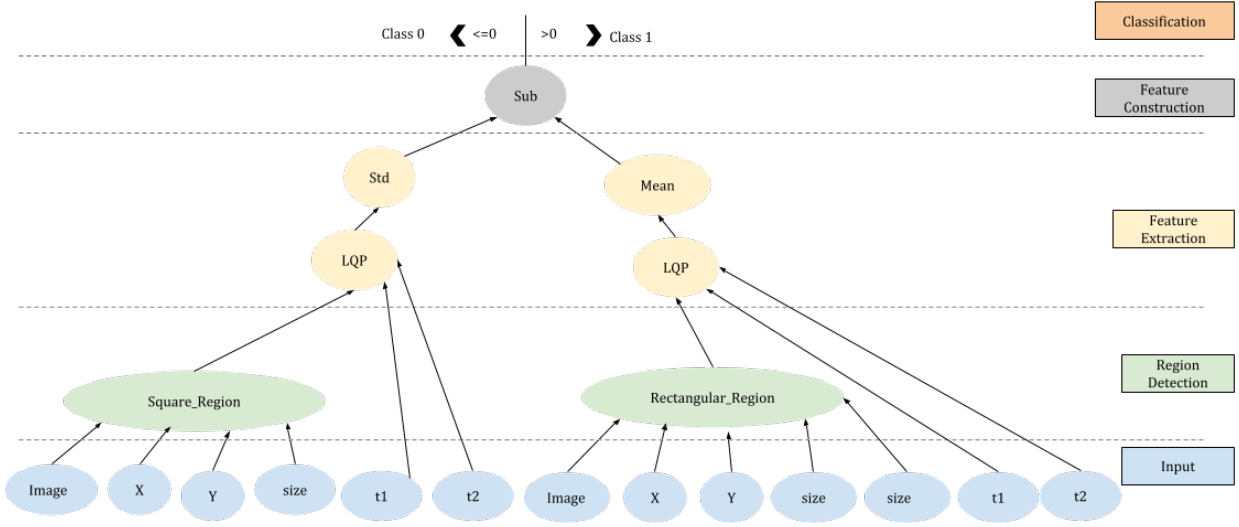 Class 0
<=0
>0
Class 1
Classification
Sub
Feature
Construction
Std
Mean
LQP
LQP
Feature
Extraction
Square_Region
Rectangular_Region
Region
Detection
Image
X
Y
size
t1
t2
Image
X
Y
size
size
t1
t2
Input